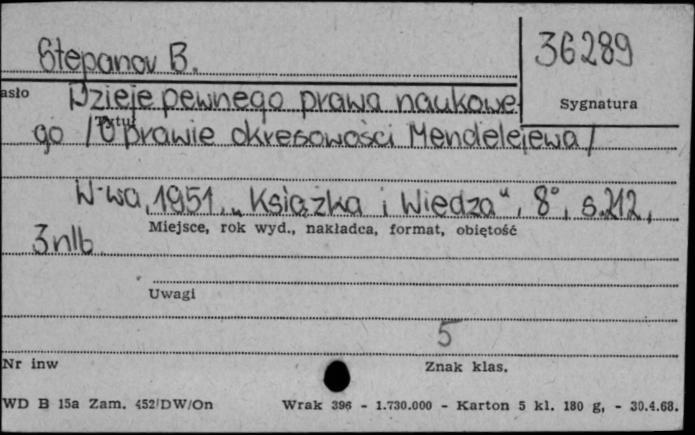 Stepanov B.
36289
asło
Dzieje pewnego prawa naukowe-
Sygnatura
Tytuł
go /O prawie okresowości Mendelejewa/
W-wa, 1951, „Książka i Wiedza", 8°, s.212,
Miejsce, rok wyd., nakładca, format, objętość
3 nlb.
Uwagi
5
Nr inw
Znak klas.
WD B 15a Zam. 452/DW/On
Wrak 396 - 1.730.000 - Karton 5 kl. 180 g, - 30.4.68.